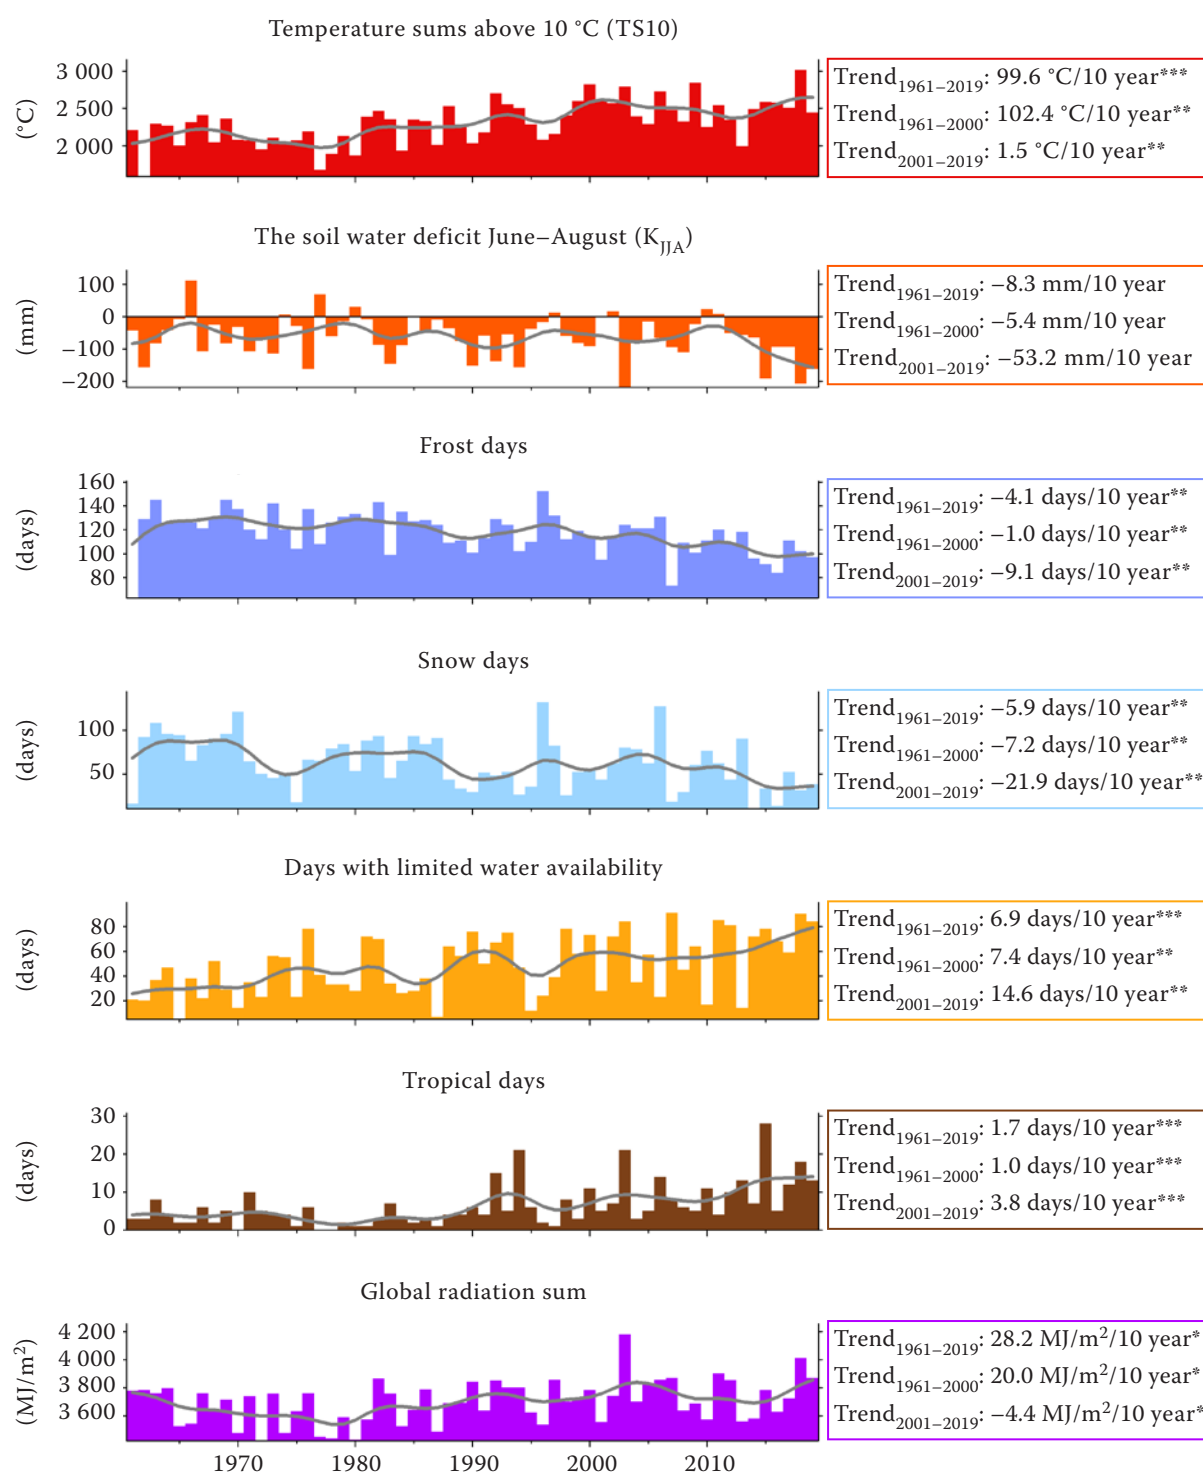 Temperature sums above 10 °C (TS10)
(°C)
3 000
2 500
2 000
Trend1961–2019: 99.6 °C/10 year***
Trend1961–2000: 102.4 °C/10 year**
Trend2001–2019: 1.5 °C/10 year**
The soil water deficit June–August (KJJA)
(mm)
100
0
−100
−200
Trend1961–2019: −8.3 mm/10 year
Trend1961–2000: −5.4 mm/10 year
Trend2001–2019: −53.2 mm/10 year
Frost days
(days)
160
140
120
100
80
Trend1961–2019: −4.1 days/10 year**
Trend1961–2000: −1.0 days/10 year**
Trend2001–2019: −9.1 days/10 year**
Snow days
(days)
100
50
Trend1961–2019: −5.9 days/10 year**
Trend1961–2000: −7.2 days/10 year**
Trend2001–2019: −21.9 days/10 year**
Days with limited water availability
(days)
80
60
40
20
Trend1961–2019: 6.9 days/10 year***
Trend1961–2000: 7.4 days/10 year**
Trend2001–2019: 14.6 days/10 year**
Tropical days
(days)
30
20
10
0
Trend1961–2019: 1.7 days/10 year***
Trend1961–2000: 1.0 days/10 year***
Trend2001–2019: 3.8 days/10 year***
Global radiation sum
(MJ/m²)
4 200
4 000
3 800
3 600
Trend1961–2019: 28.2 MJ/m²/10 year*
Trend1961–2000: 20.0 MJ/m²/10 year*
Trend2001–2019: −4.4 MJ/m²/10 year*
1970 1980 1990 2000 2010